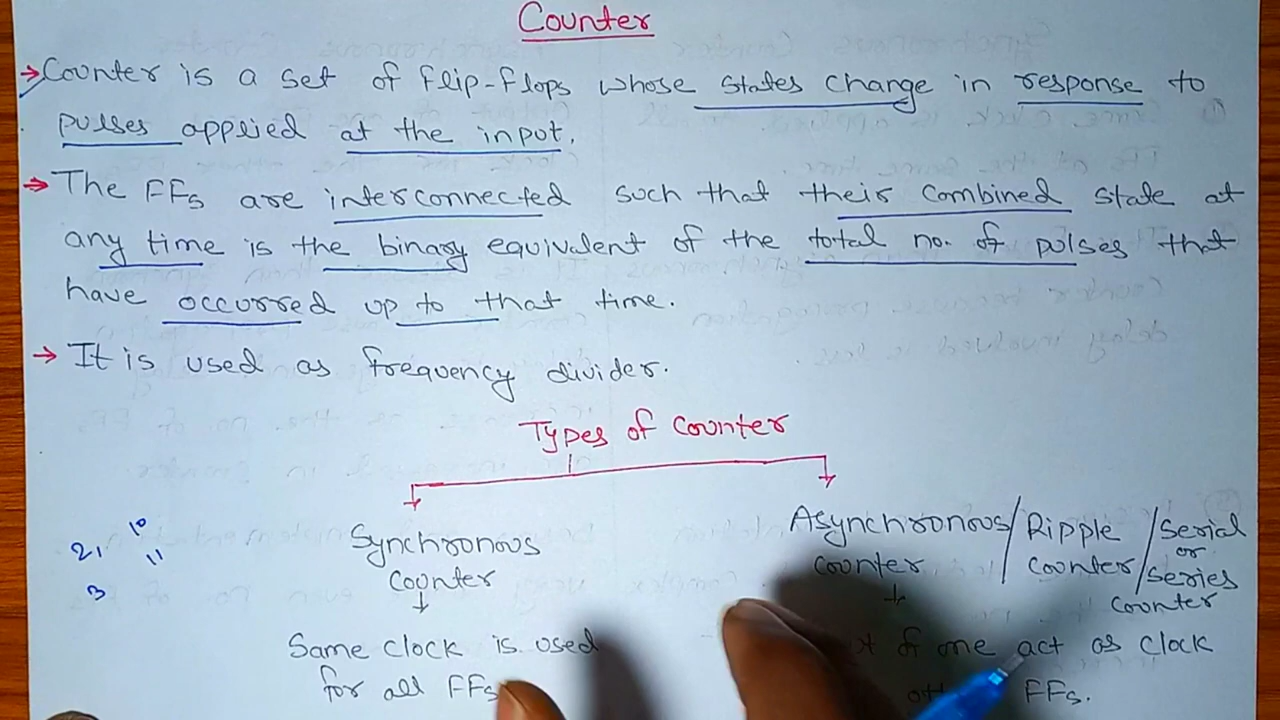 Counter
→ Counter is a set of flip-flops whose states change in response to
pulses applied at the input.
→ The FFs are interconnected such that their combined state at
any time is the binary equivalent of the total no. of pulses that
have occurred up to that time.
→ It is used as frequency divider.
Types of Counter
Synchronous
counter
Asynchronous/
counter
Ripple
counter/
Serial
or
series
counter
2, 10
3 11
Same clock is used
for all FFs
of one act as clock
FFs.